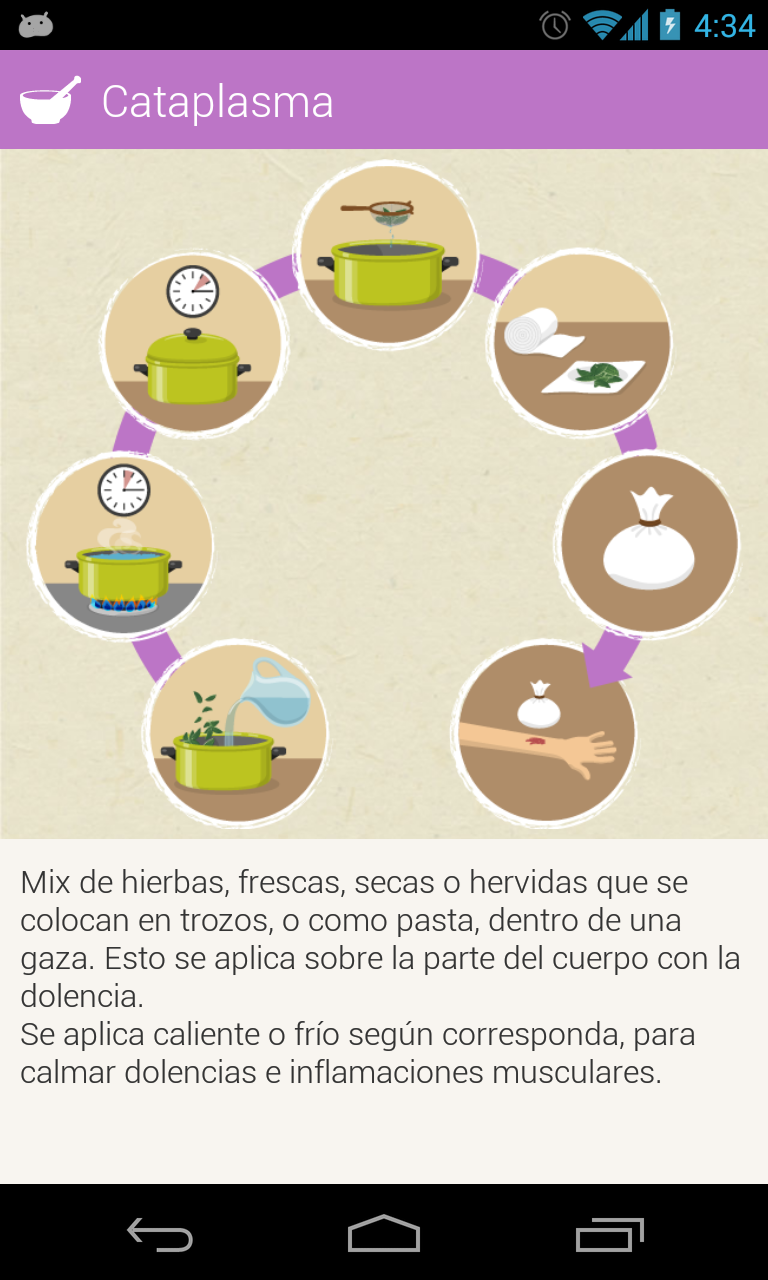 4:34
Cataplasma
Mix de hierbas, frescas, secas o hervidas que se
colocan en trozos, o como pasta, dentro de una
gaza. Esto se aplica sobre la parte del cuerpo con la
dolencia.
Se aplica caliente o frío según corresponda, para
calmar dolencias e inflamaciones musculares.